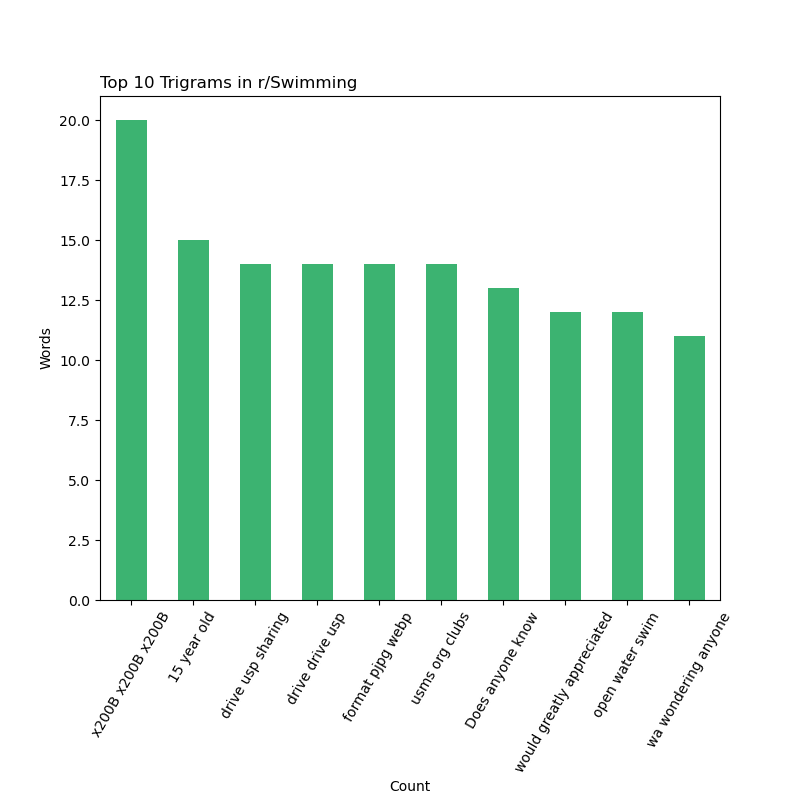 Top 10 Trigrams in r/Swimming
20.0
17.5
15.0
12.5
10.0
7.5
5.0
2.5
0.0
Words
x200B x200B x200B
15 year old
drive usp sharing
drive drive usp
format pjpg webp
usms org clubs
Does anyone know
would greatly appreciated
open water swim
wa wondering anyone
Count